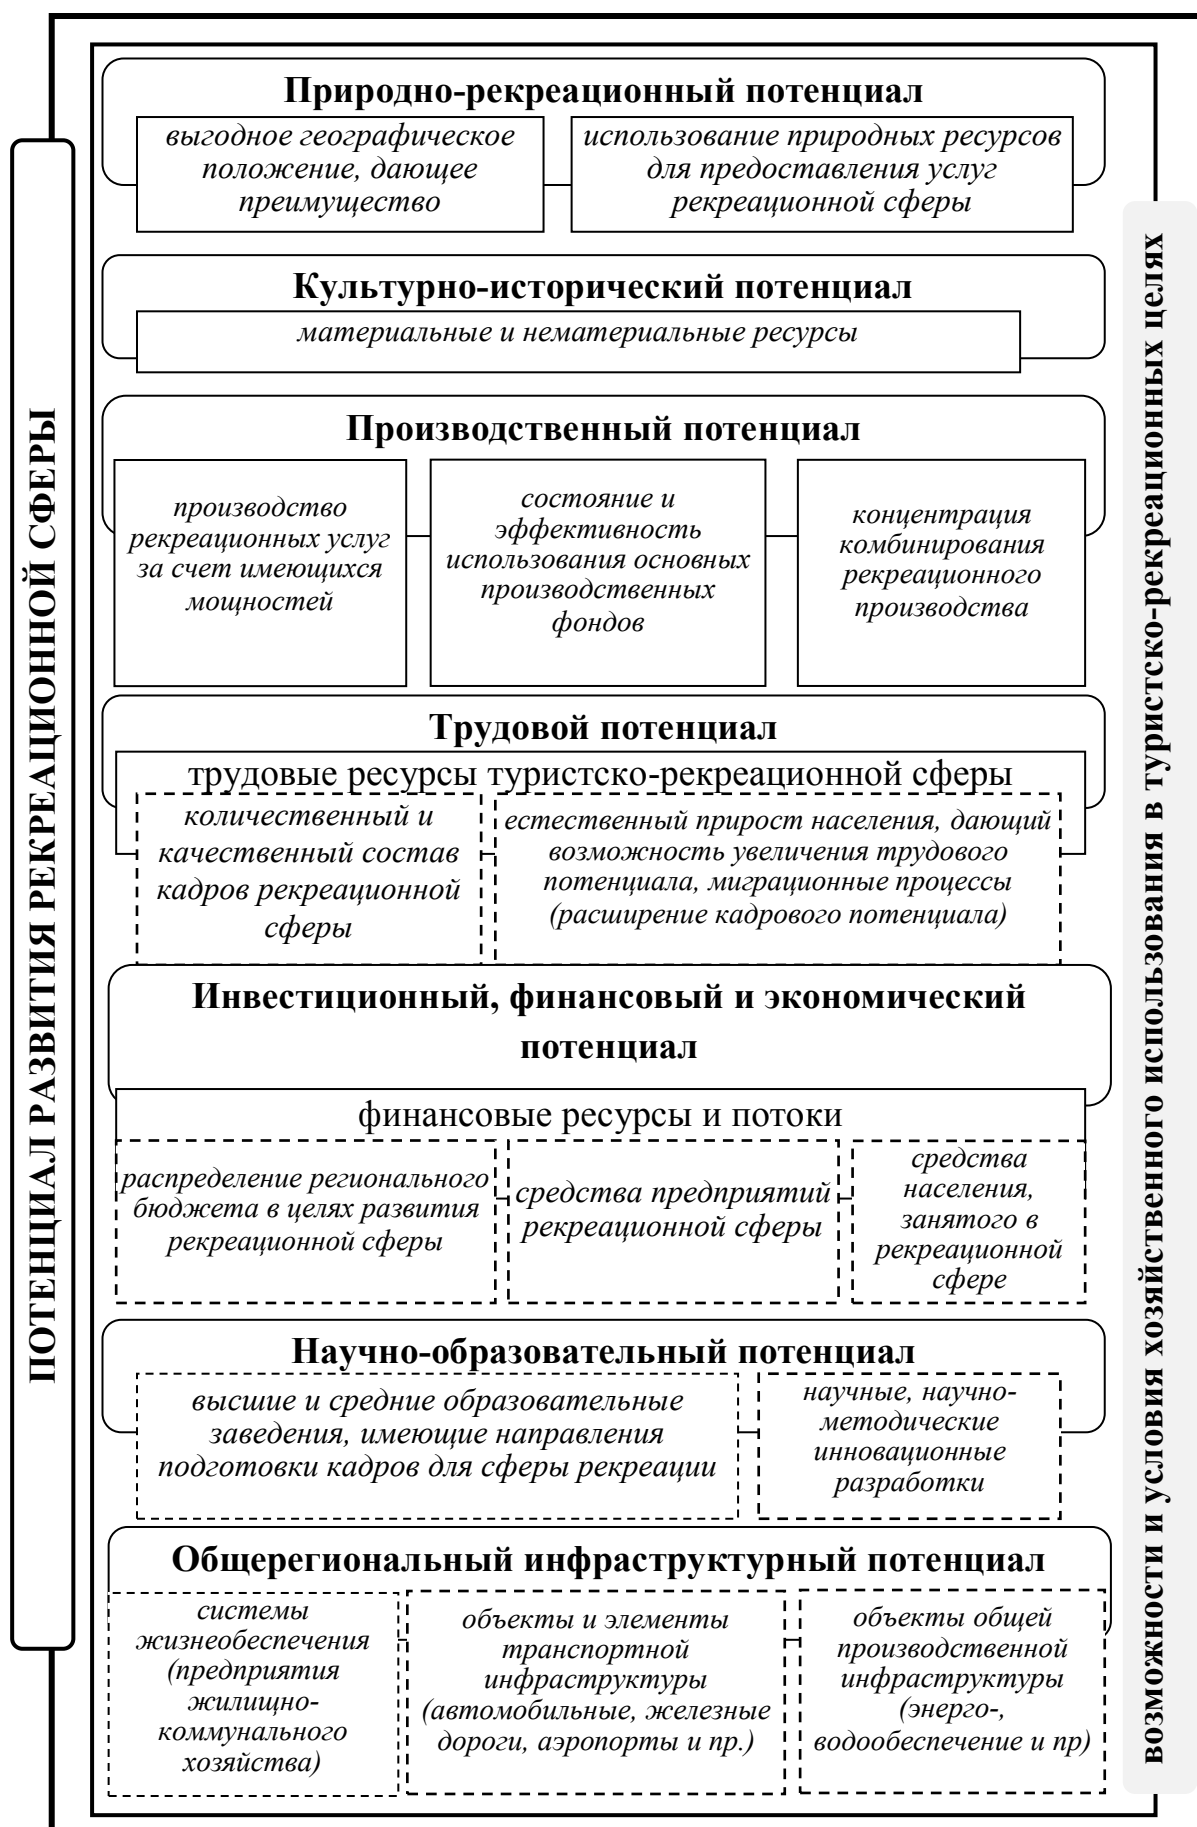 ПОТЕНЦИАЛ РАЗВИТИЯ РЕКРЕАЦИОННОЙ СФЕРЫ
Природно-рекреационный потенциал
выгодное географическое
положение, дающее
преимущество
использование природных ресурсов
для предоставления услуг
рекреационной сферы
Культурно-исторический потенциал
материальные и нематериальные ресурсы
Производственный потенциал
производство
рекреационных услуг
за счет имеющихся
мощностей
состояние и
эффективность
использования основных
производственных
фондов
концентрация
комбинирования
рекреационного
производства
Трудовой потенциал
трудовые ресурсы туристско-рекреационной сферы
количественный и
качественный состав
кадров рекреационной
сферы
естественный прирост населения, дающий
возможность увеличения трудового
потенциала, миграционные процессы
(расширение кадрового потенциала)
Инвестиционный, финансовый и экономический
потенциал
финансовые ресурсы и потоки
распределение регионального
бюджета в целях развития
рекреационной сферы
средства предприятий
рекреационной сферы
средства
населения,
занятого в
рекреационной
сфере
Научно-образовательный потенциал
высшие и средние образовательные
заведения, имеющие направления
подготовки кадров для сферы рекреации
научные, научно-
методические
инновационные
разработки
Общерегиональный инфраструктурный потенциал
системы
жизнеобеспечения
(предприятия
жилищно-
коммунального
хозяйства)
объекты и элементы
транспортной
инфраструктуры
(автомобильные, железные
дороги, аэропорты и пр.)
объекты общей
производственной
инфраструктуры
(энерго-,
водообеспечение и пр)
возможности и условия хозяйственного использования в туристско-рекреационных целях